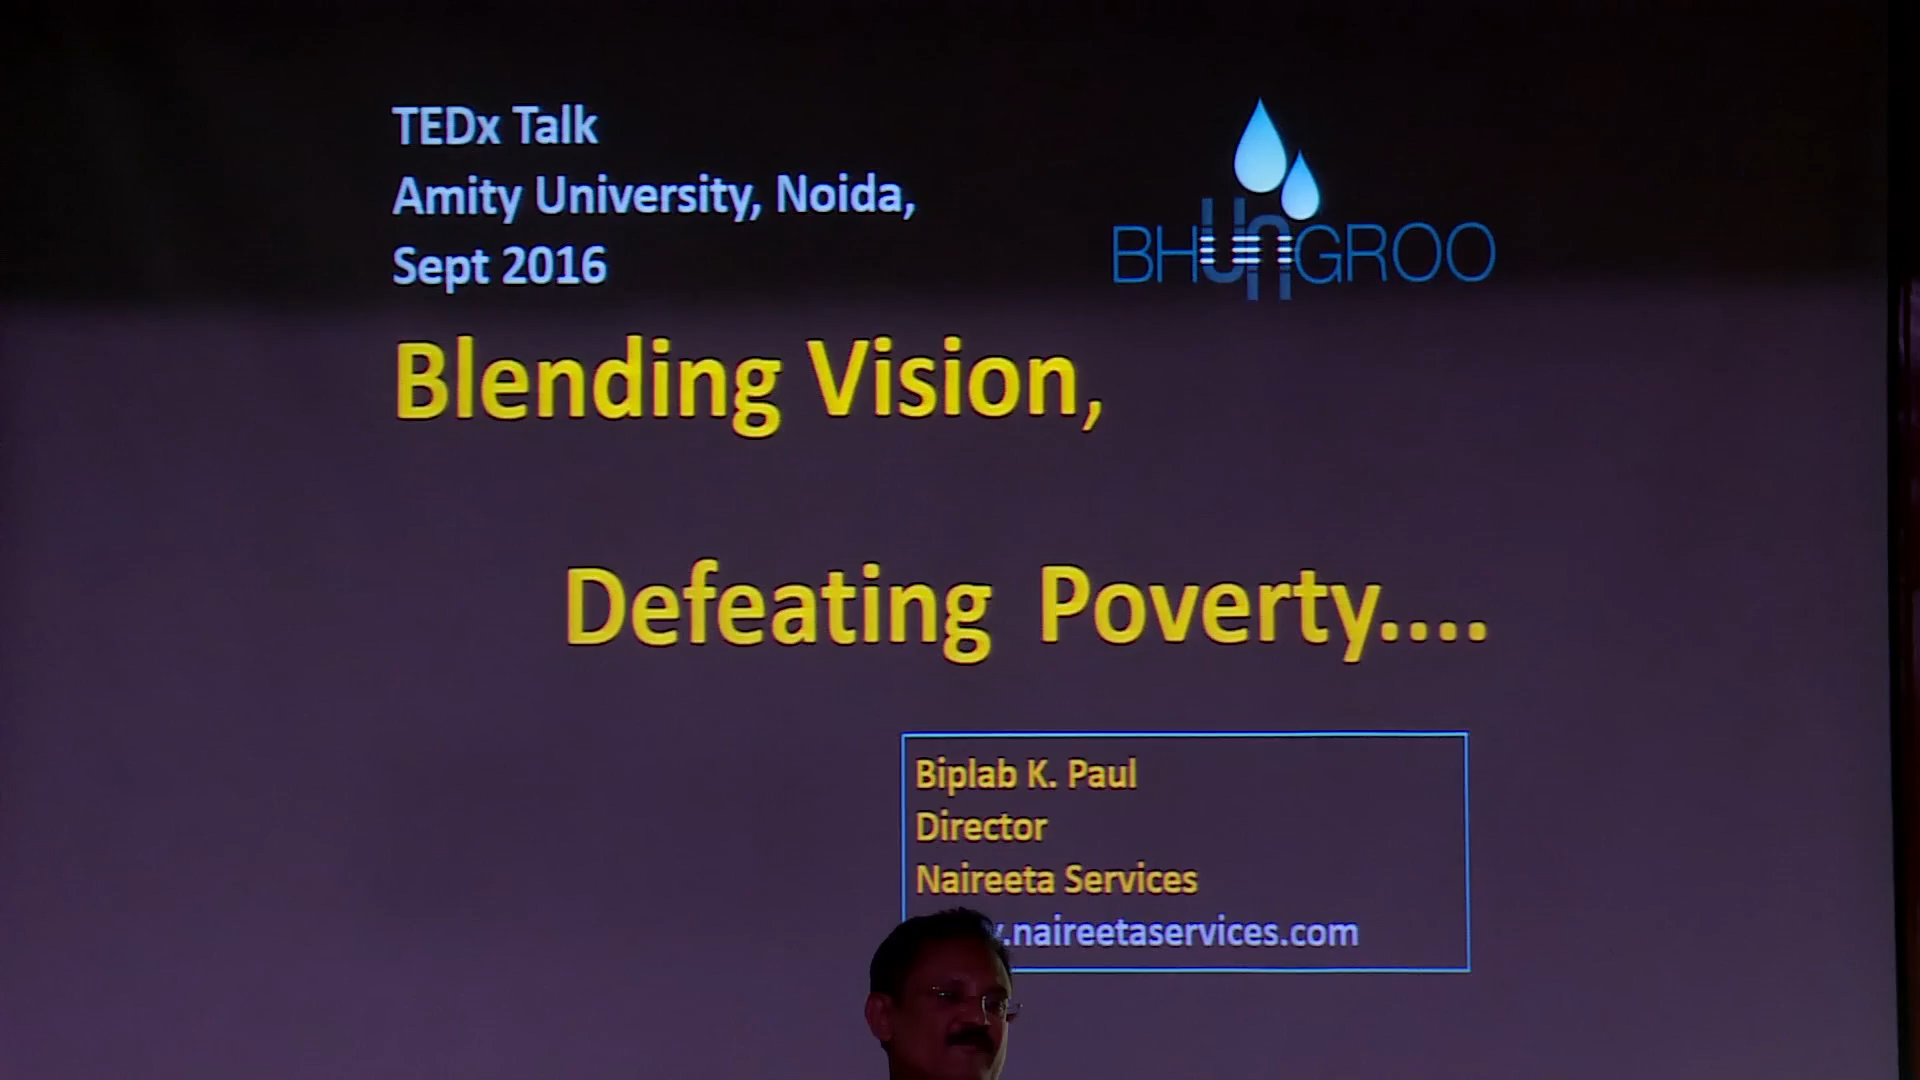 TEDx Talk
Amity University, Noida,
Sept 2016
BHUnGROO
Blending Vision,
Defeating Poverty....
Biplab K. Paul
Director
Naireeta Services
.naireetaservices.com